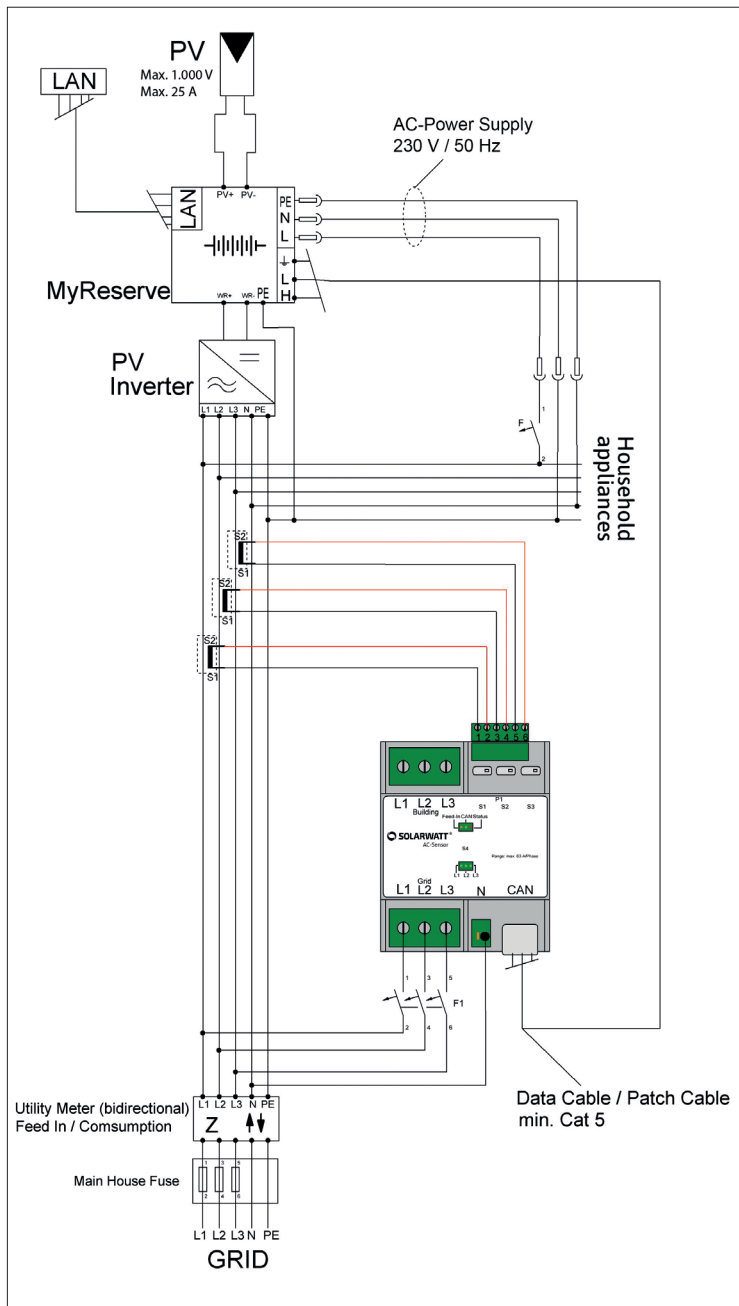 PV
Max. 1.000 V
Max. 25 A
LAN
AC-Power Supply
230 V / 50 Hz
LAN
PV+ PV-
PE
N
L
L
H
WR+ WR- PE
MyReserve
PV
Inverter
L1 L2 L3 N PE
F
1
2
Household
appliances
S2
S1
S2
S1
S2
S1
1 2 3 4 5 6
L1 L2 L3
Building
P1
S1 S2 S3
Feed-In CAN Status
SOLARWATT®
AC-Sensor
S4
Range: max. 63 A/Phase
L1 L2 L3
Grid
L1 L2 L3 N CAN
1 3 5
F1
2 4 6
Data Cable / Patch Cable
min. Cat 5
L1 L2 L3 N PE
Utility Meter (bidirectional)
Feed In / Comsumption
Z
Main House Fuse
1 3 5
2 4 6
L1 L2 L3 N PE
GRID